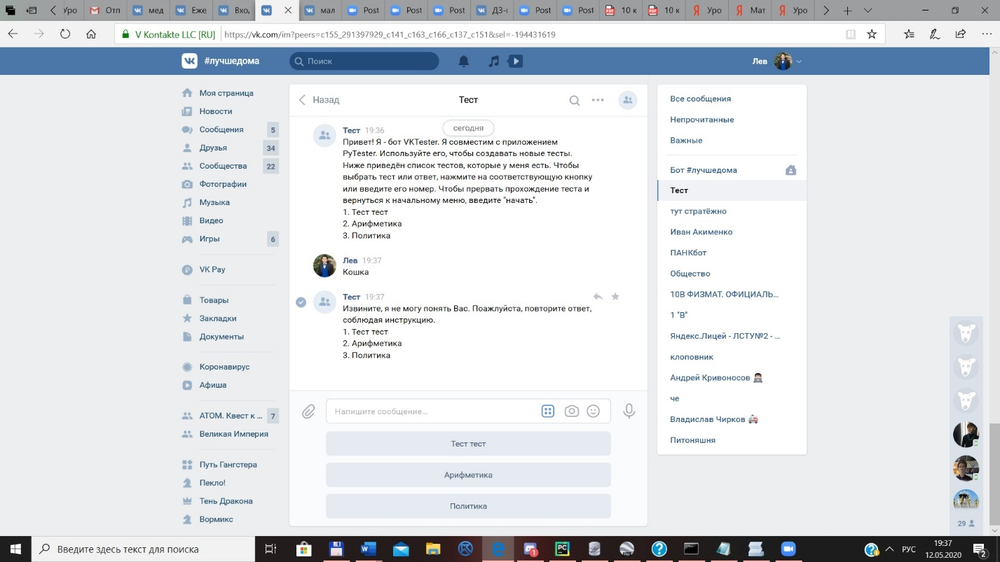 Уро
Отп
мед
Еже
Вхо,
мал
Post
Post
Post
ДЗ-
Post
Post
10 к
10 к
Уро
Мат
Уро
V Kontakte LLC [RU]
https://vk.com/im?peers=c155_291397929_c141_c163_c166_c137_c151&sel=-194431619
#лучшедома
Поиск
Лев
Моя страница
Новости
Сообщения 5
Друзья 34
Сообщества 22
Фотографии
Музыка
Видео
Игры 6
VK Pay
Товары
Закладки
Документы
Коронавирус
Афиша
АТОМ. Квест к ... 7
Великая Империя
Путь Гангстера
Пекло!
Тень Дракона
Вормикс
Назад
Тест
сегодня
Тест 19:36
Привет! Я - бот VKTester. Я совместим с приложением
PyTester. Используйте его, чтобы создавать новые тесты.
Ниже приведён список тестов, которые у меня есть. Чтобы
выбрать тест или ответ, нажмите на соответствующую кнопку
или введите его номер. Чтобы прервать прохождение теста и
вернуться к начальному меню, введите "начать".
1. Тест тест
2. Арифметика
3. Политика
Лев 19:37
Кошка
Тест 19:37
Извините, я не могу понять Вас. Поажлуйста, повторите ответ,
соблюдая инструкцию.
1. Тест тест
2. Арифметика
3. Политика
Напишите сообщение...
Тест тест
Арифметика
Политика
Все сообщения
Непрочитанные
Важные
Бот #лучшедома
Тест
тут стратёжно
Иван Акименко
ПАНКбот
Общество
10В ФИЗМАТ. ОФИЦИАЛЬ...
1 "В"
Яндекс.Лицей - ЛСТУ№2 - ...
клоповник
Андрей Кривоносов
че
Владислав Чирков
Питоняшня
29
Введите здесь текст для поиска
РУС
19:37
12.05.2020
2